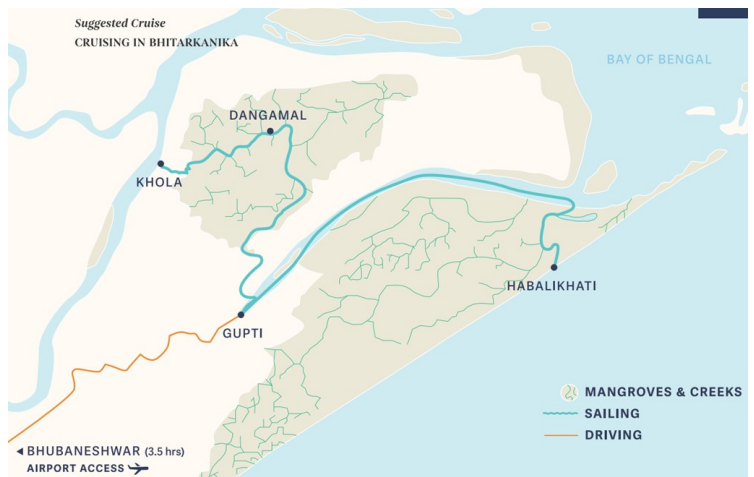 Suggested Cruise
CRUISING IN BHITARKANIKA
BAY OF BENGAL
DANGAMAL
KHOLA
HABALIKHATI
GUPTI
MANGROVES & CREEKS
SAILING
DRIVING
BHUBANESHWAR (3.5 hrs)
AIRPORT ACCESS